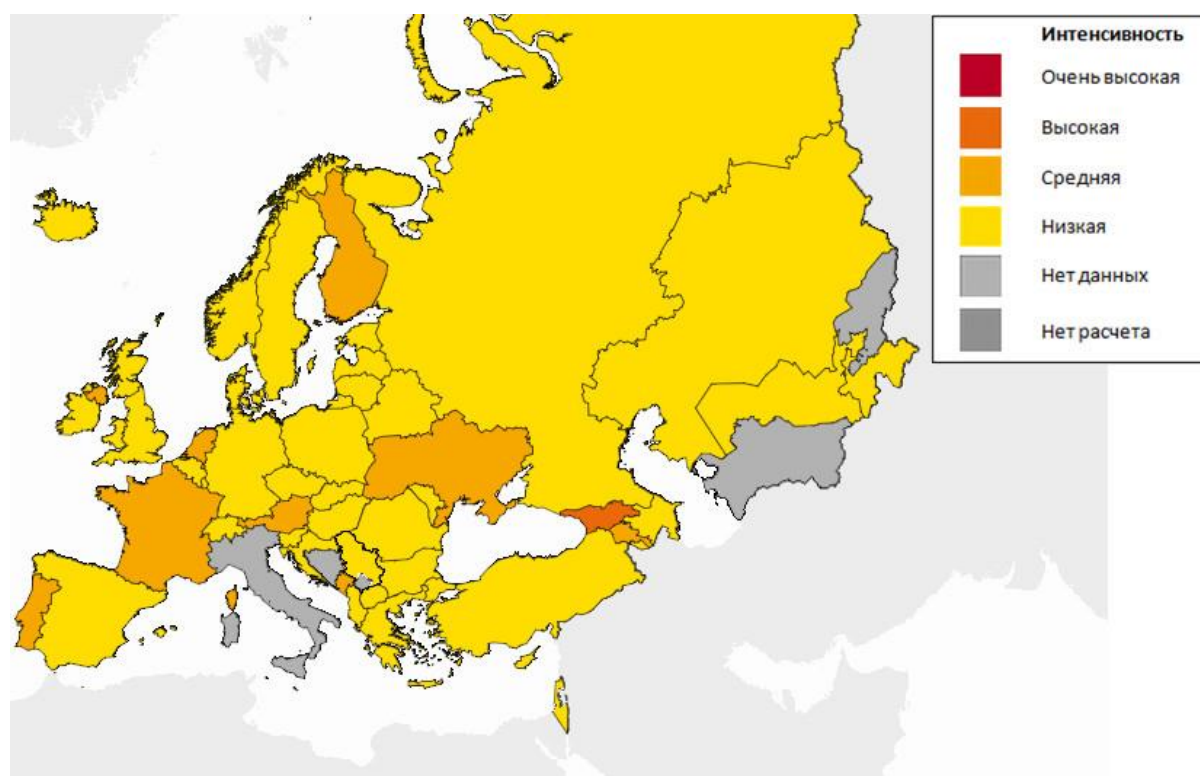 Интенсивность
Очень высокая
Высокая
Средняя
Низкая
Нет данных
Нет расчета